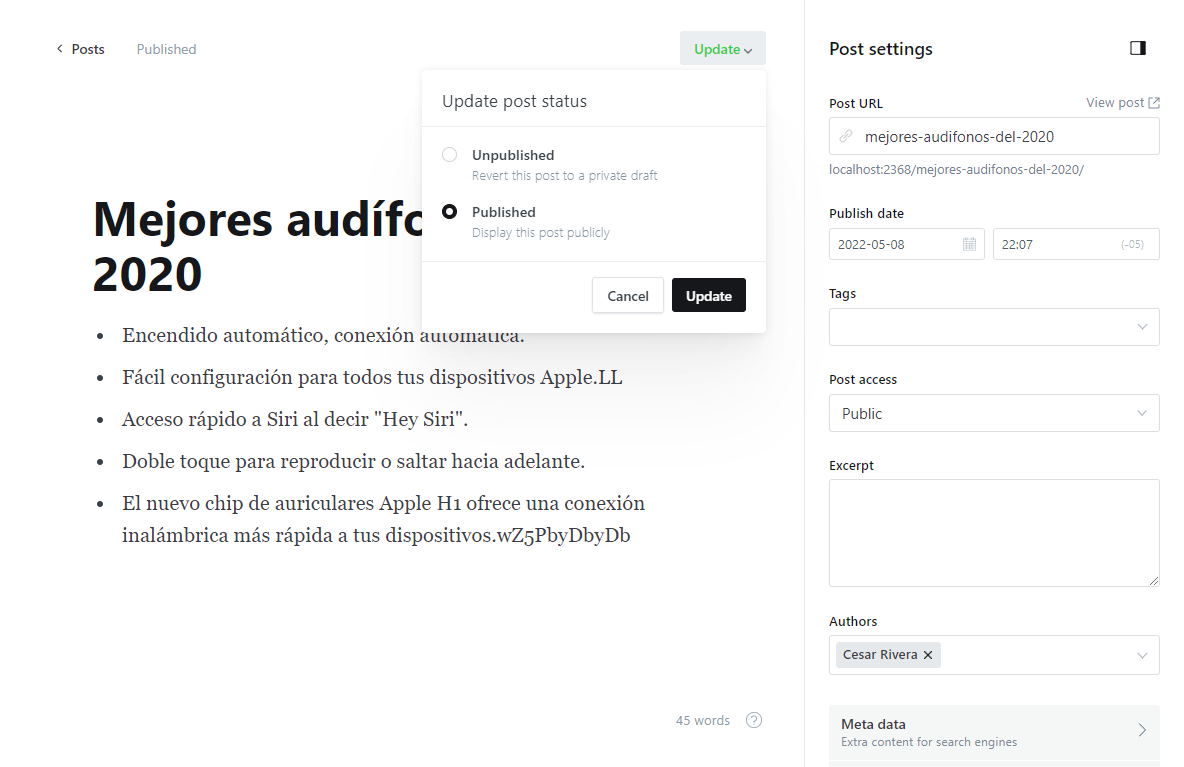 Posts
Published
Update
Update post status
Unpublished
Revert this post to a private draft
Published
Display this post publicly
Cancel
Update
Mejores audífo
2020
Encendido automático, conexión automática.
Fácil configuración para todos tus dispositivos Apple.LL
Acceso rápido a Siri al decir "Hey Siri".
Doble toque para reproducir o saltar hacia adelante.
El nuevo chip de auriculares Apple H1 ofrece una conexión
inalámbrica más rápida a tus dispositivos.wZ5PbyDbyDb
45 words
?
Post settings
Post URL
View post
mejores-audifonos-del-2020
localhost:2368/mejores-audifonos-del-2020/
Publish date
2022-05-08
22:07
(-05)
Tags
Post access
Public
Excerpt
Authors
Cesar Rivera
Meta data
Extra content for search engines